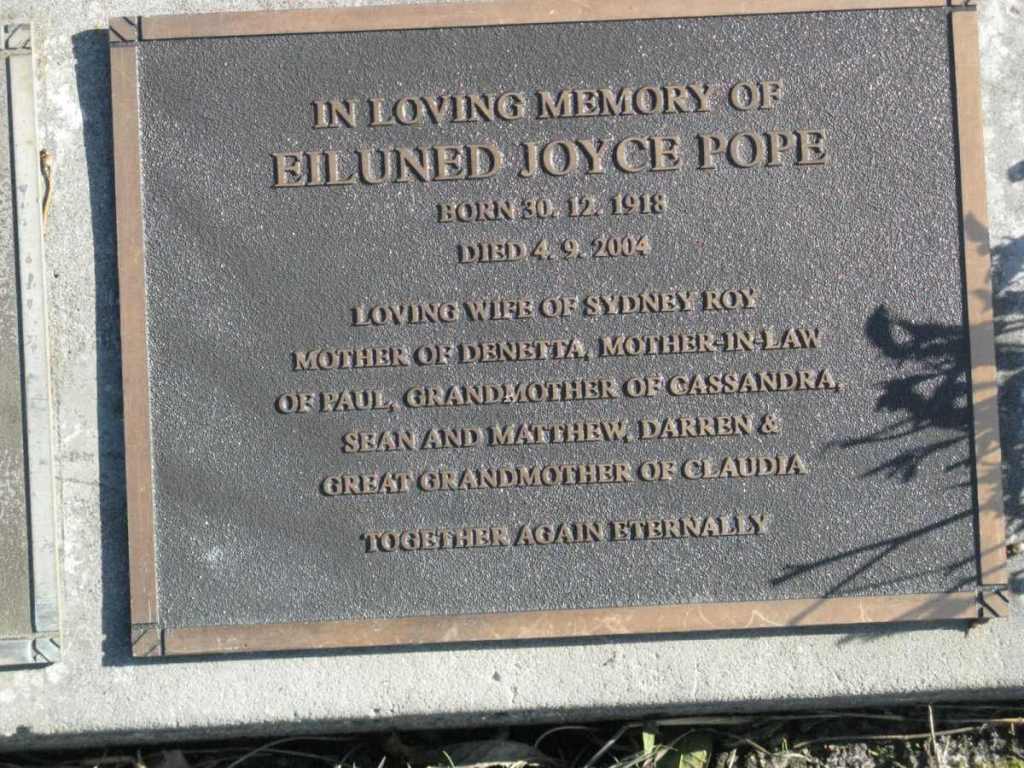 IN LOVING MEMORY OF
EILUNED JOYCE POPE
BORN 30. 12. 1918
DIED 4. 9. 2004
LOVING WIFE OF SYDNEY ROY
MOTHER OF DENETTA, MOTHER-IN-LAW
OF PAUL, GRANDMOTHER OF CASSANDRA,
SEAN AND MATTHEW, DARREN &
GREAT GRANDMOTHER OF CLAUDIA
TOGETHER AGAIN ETERNALLY